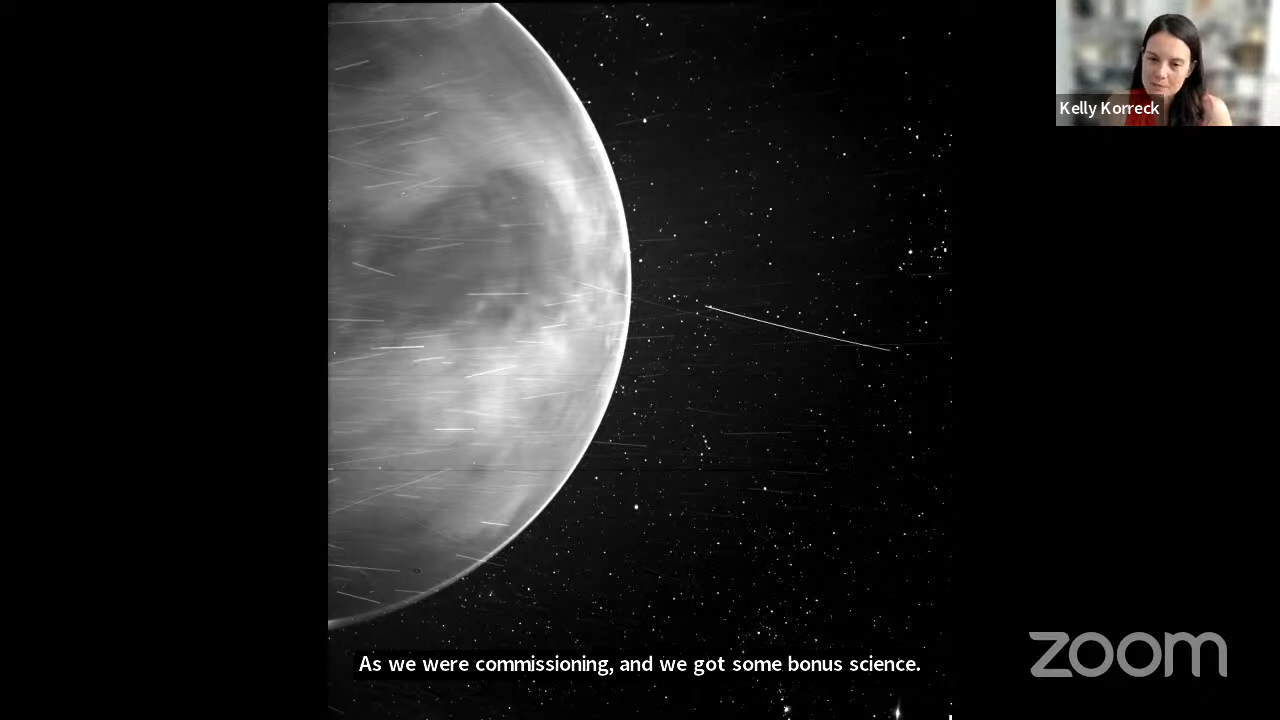 Kelly Korreck
As we were commissioning, and we got some bonus science.
zoom